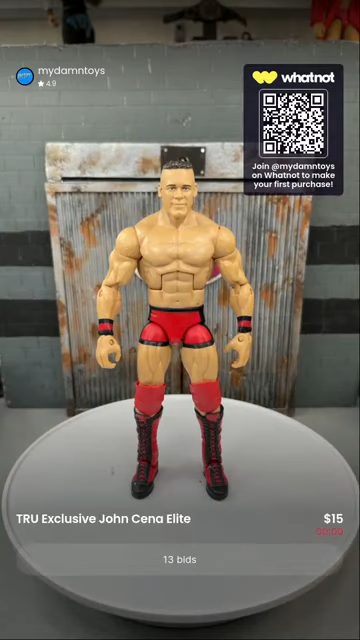 mydamntoys
★ 4.9
whatnot
Join @mydamntoys
on Whatnot to make
your first purchase!
TRU Exclusive John Cena Elite
$15
00:00
13 bids